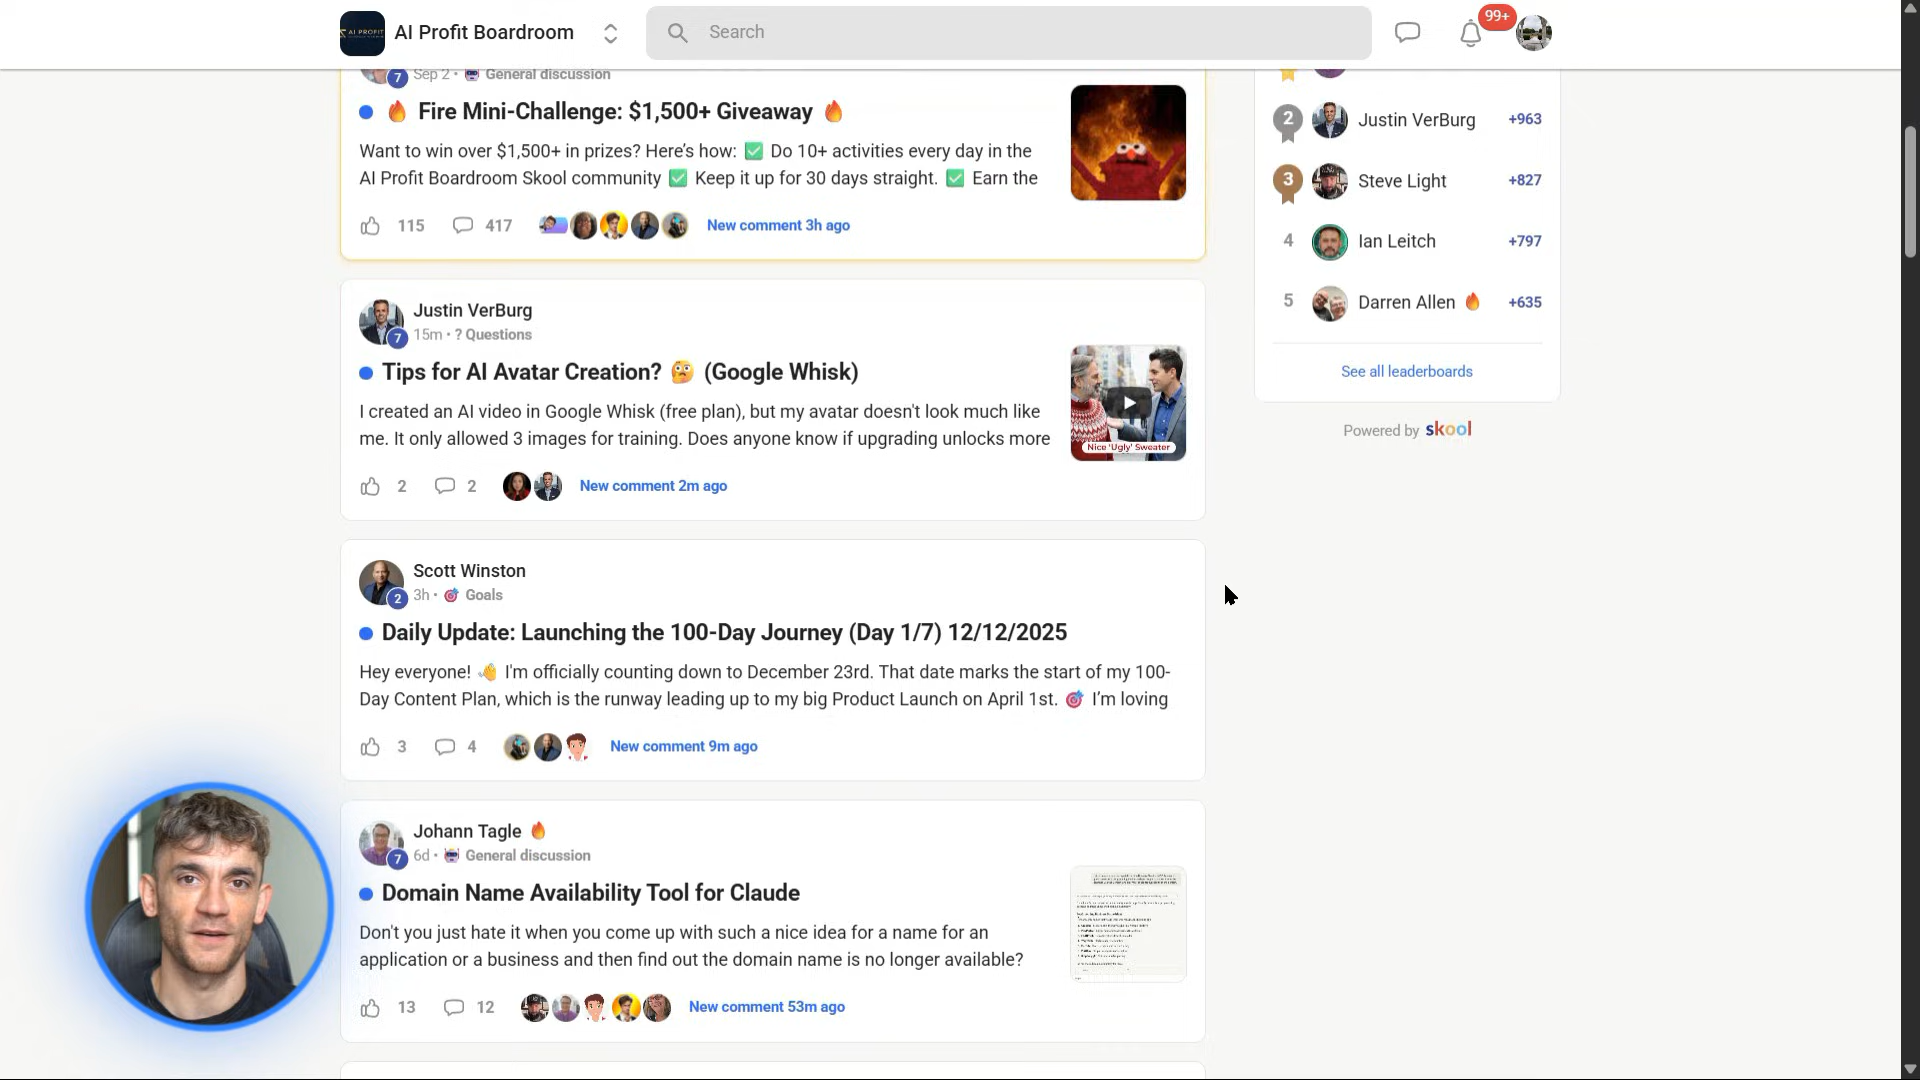 AI PROFIT
AI Profit Boardroom
Search
99+
7
Sep 2 • General discussion
Fire Mini-Challenge: $1,500+ Giveaway
Want to win over $1,500+ in prizes? Here's how: ✅ Do 10+ activities every day in the
AI Profit Boardroom Skool community ✅ Keep it up for 30 days straight. ✅ Earn the
115
417
New comment 3h ago
Justin VerBurg
7
15m • ? Questions
Tips for AI Avatar Creation? 🫣 (Google Whisk)
I created an AI video in Google Whisk (free plan), but my avatar doesn't look much like
me. It only allowed 3 images for training. Does anyone know if upgrading unlocks more
Nice 'Ugly' Sweater
2
2
New comment 2m ago
Scott Winston
2
3h • 🎯 Goals
Daily Update: Launching the 100-Day Journey (Day 1/7) 12/12/2025
Hey everyone! 👋 I'm officially counting down to December 23rd. That date marks the start of my 100-
Day Content Plan, which is the runway leading up to my big Product Launch on April 1st. 🎯 I'm loving
3
4
New comment 9m ago
Johann Tagle 🔥
7
6d • General discussion
Domain Name Availability Tool for Claude
Don't you just hate it when you come up with such a nice idea for a name for an
application or a business and then find out the domain name is no longer available?
13
12
New comment 53m ago
2 Justin VerBurg +963
3 Steve Light +827
4 Ian Leitch +797
5 Darren Allen 🔥 +635
See all leaderboards
Powered by skool